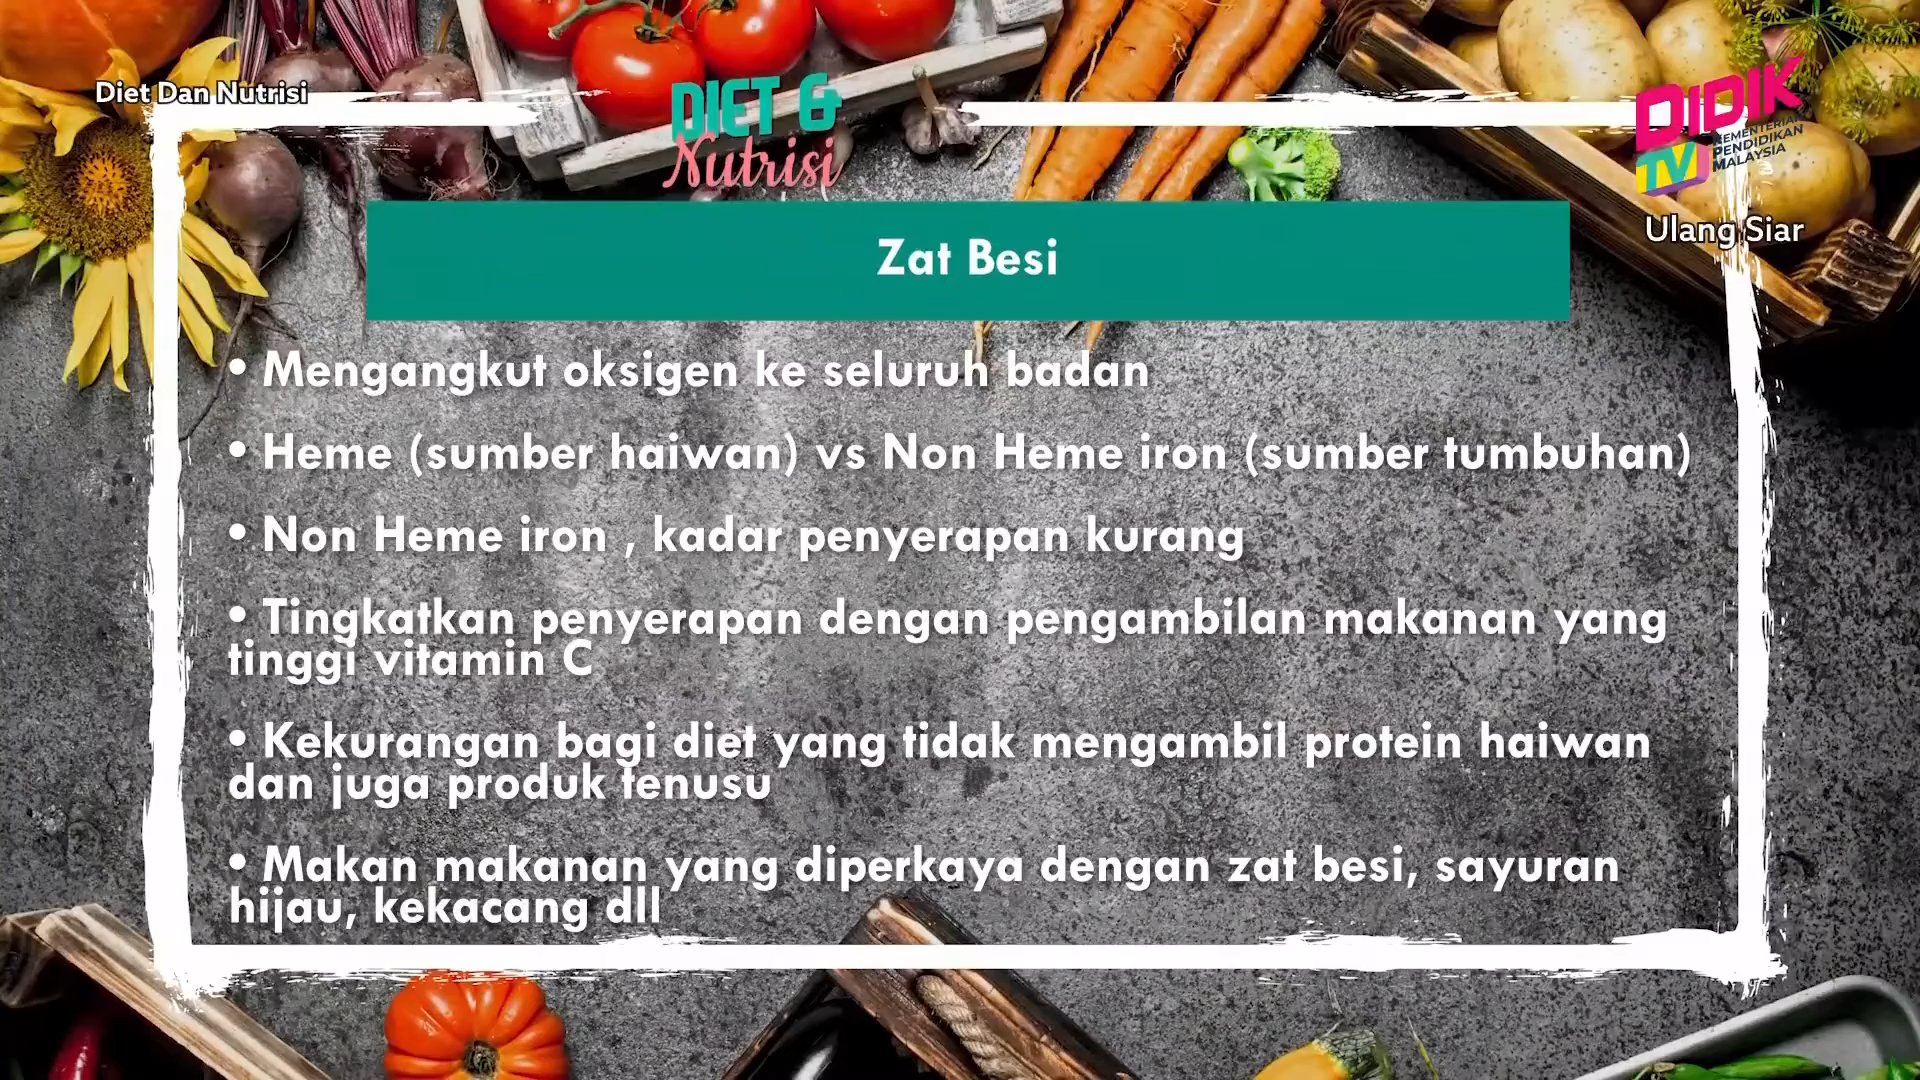 Diet Dan Nutrisi
DIET &
Nutrisi
DIDIK
TV
KEMENTERIAN
PENDIDIKAN
MALAYSIA
Ulang Siar
Zat Besi
• Mengangkut oksigen ke seluruh badan
• Heme (sumber haiwan) vs Non Heme iron (sumber tumbuhan)
• Non Heme iron , kadar penyerapan kurang
• Tingkatkan penyerapan dengan pengambilan makanan yang
tinggi vitamin C
• Kekurangan bagi diet yang tidak mengambil protein haiwan
dan juga produk tenusu
• Makan makanan yang diperkaya dengan zat besi, sayuran
hijau, kekacang dll